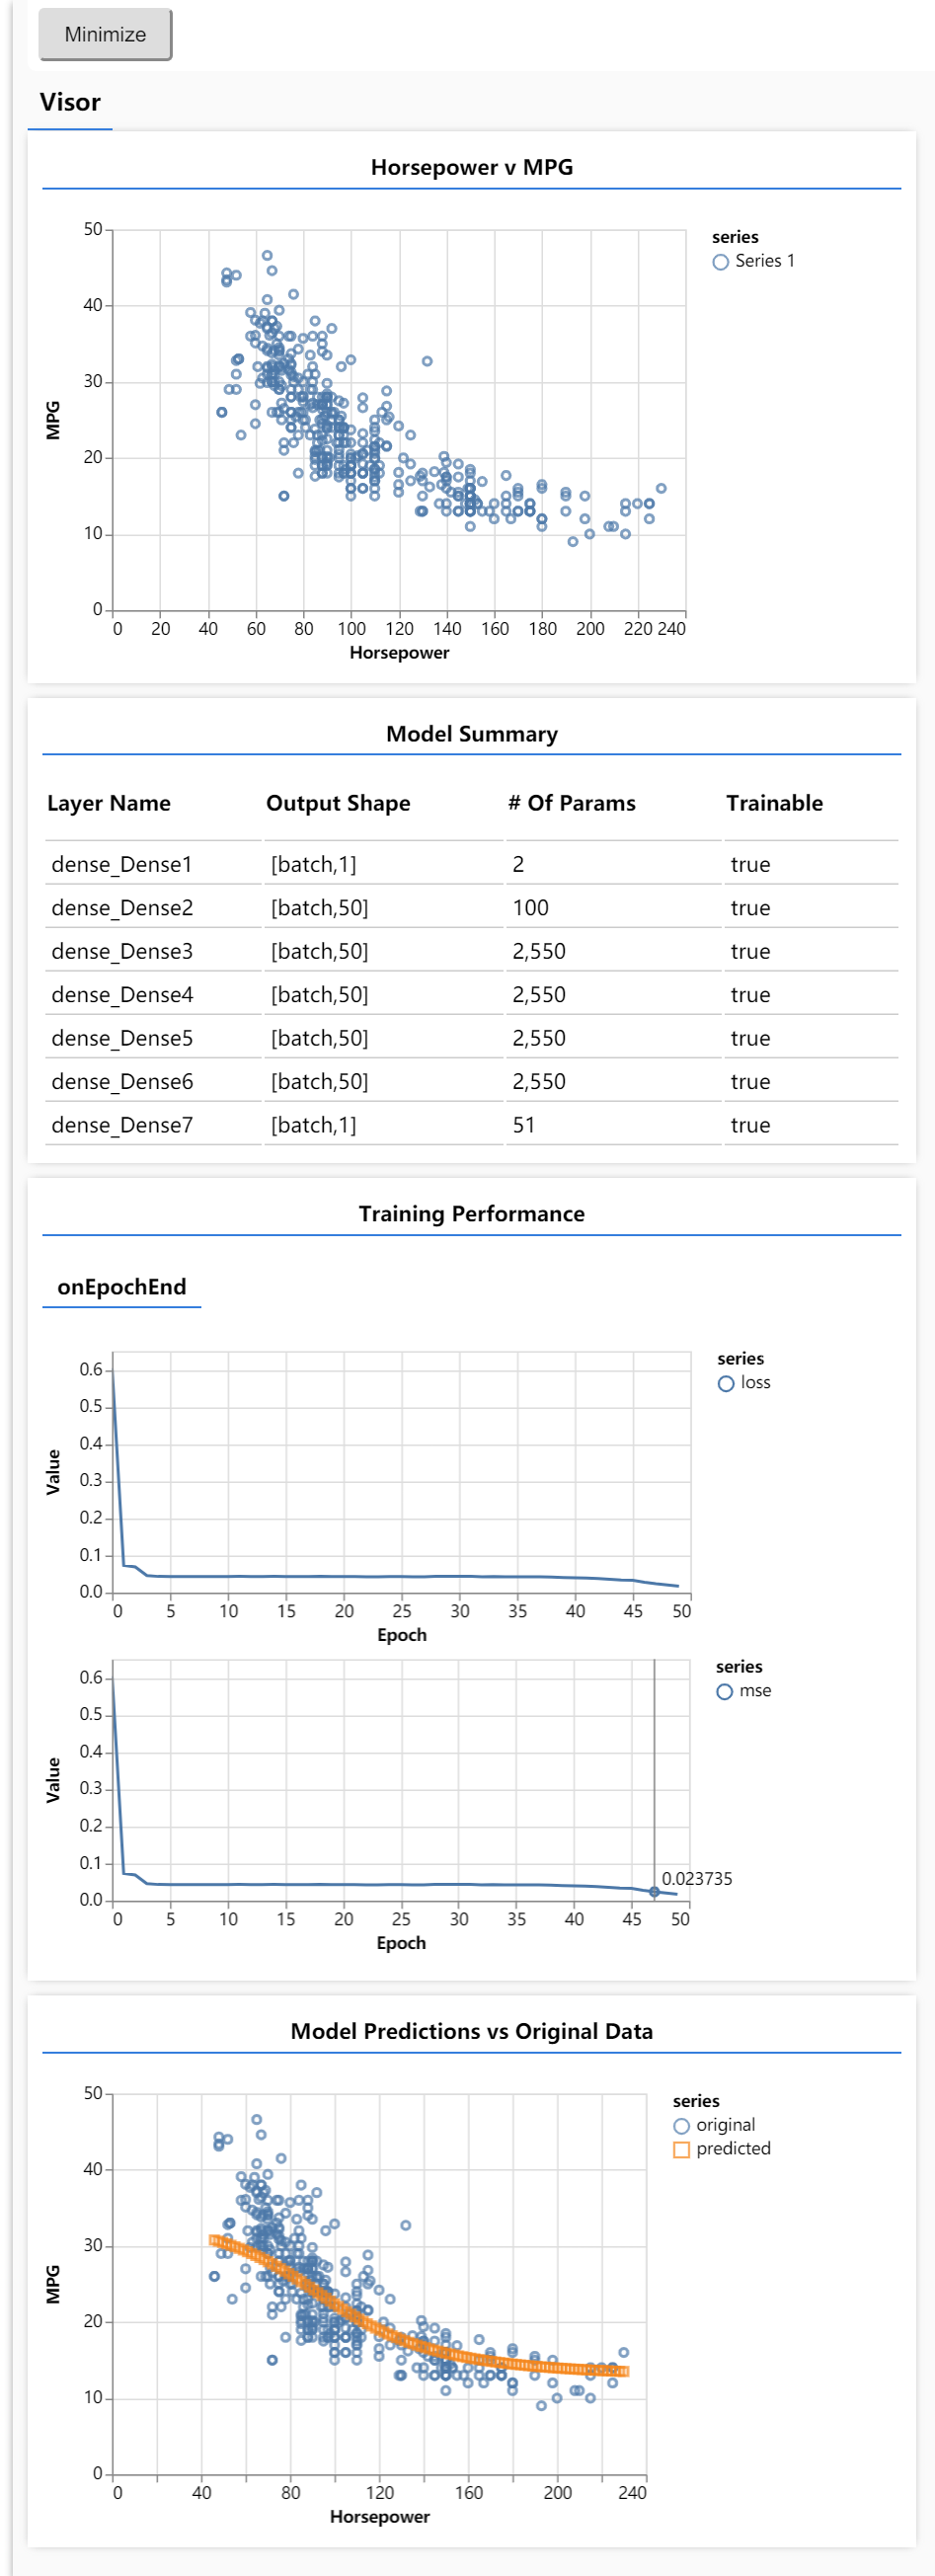 Minimize
Visor
Horsepower v MPG
series
Series 1
50
40
30
20
10
0
MPG
0 20 40 60 80 100 120 140 160 180 200 220 240
Horsepower
Model Summary
Layer Name Output Shape # Of Params Trainable
dense_Dense1 [batch,1] 2 true
dense_Dense2 [batch,50] 100 true
dense_Dense3 [batch,50] 2,550 true
dense_Dense4 [batch,50] 2,550 true
dense_Dense5 [batch,50] 2,550 true
dense_Dense6 [batch,50] 2,550 true
dense_Dense7 [batch,1] 51 true
Training Performance
onEpochEnd
series
loss
0.6
0.5
0.4
0.3
0.2
0.1
0.0
Value
0 5 10 15 20 25 30 35 40 45 50
Epoch
series
mse
0.6
0.5
0.4
0.3
0.2
0.1
0.0
Value
0.023735
0 5 10 15 20 25 30 35 40 45 50
Epoch
Model Predictions vs Original Data
series
original
predicted
50
40
30
20
10
0
MPG
0 40 80 120 160 200 240
Horsepower